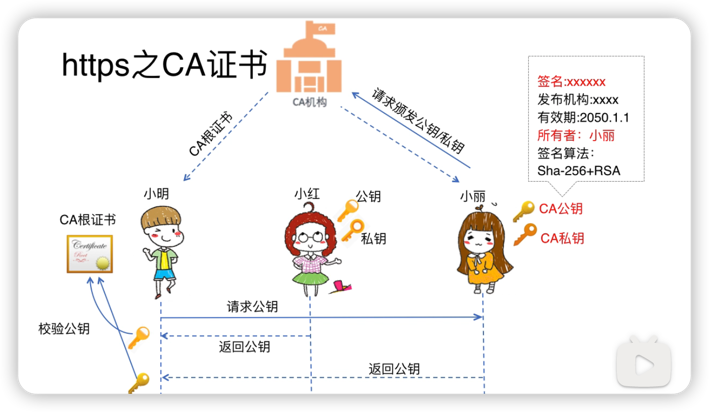 https之CA证书
CA
CA机构
签名:xxxxxx
发布机构:xxxx
有效期:2050.1.1
所有者：小丽
签名算法：
Sha-256+RSA
CA根证书
请求颁发公钥/私钥
小明
小红
小丽
公钥
私钥
CA公钥
CA私钥
CA根证书
Certificate
请求公钥
校验公钥
返回公钥
返回公钥